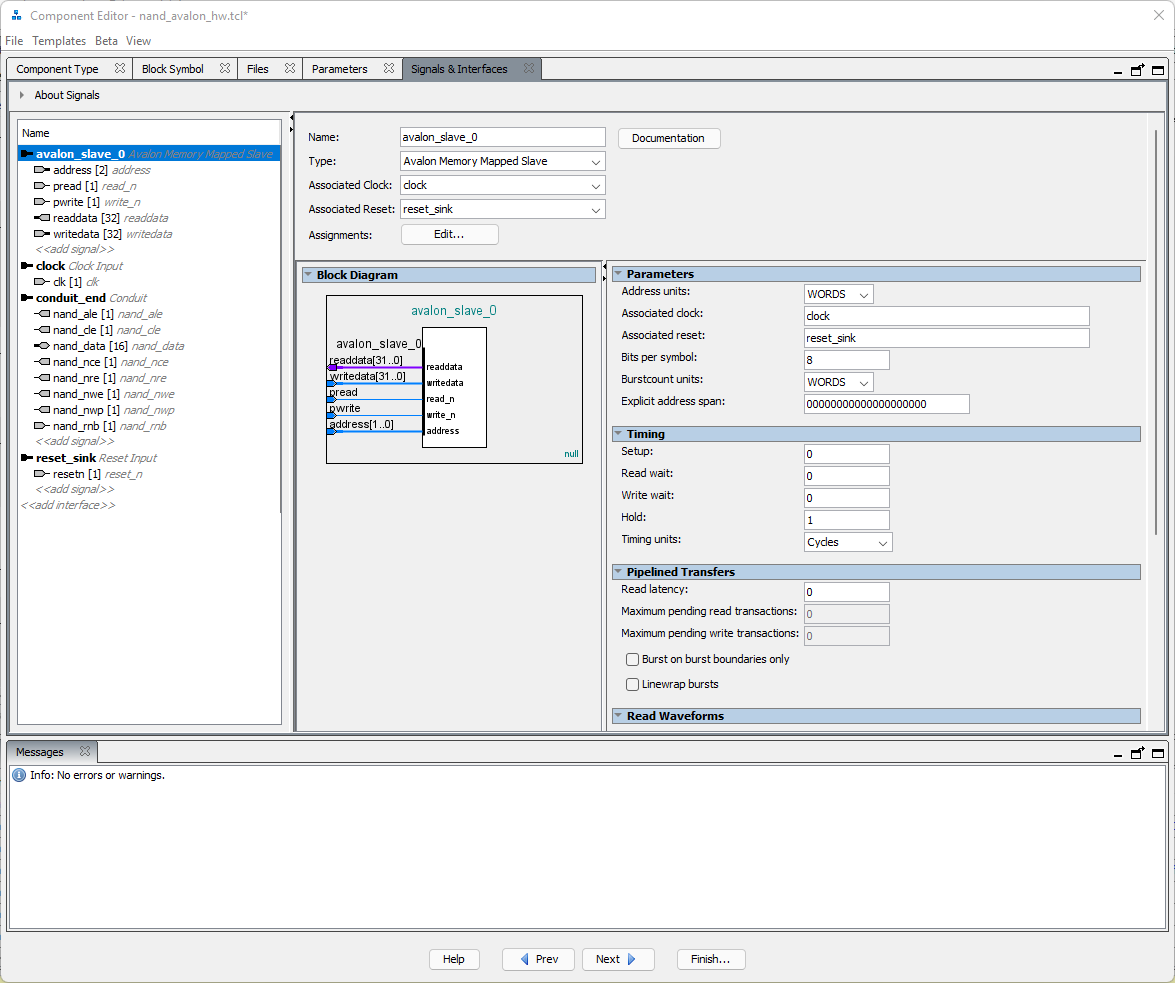 Component Editor - nand_avalon_hw.tcl*
File Templates Beta View
Component Type Block Symbol Files Parameters Signals & Interfaces
About Signals
Name
avalon_slave_0 Avalon Memory Mapped Slave
address [2] address
pread [1] read_n
pwrite [1] write_n
readdata [32] readdata
writedata [32] writedata
<<add signal>>
clock Clock Input
clk [1] clk
conduit_end Conduit
nand_ale [1] nand_ale
nand_cle [1] nand_cle
nand_data [16] nand_data
nand_nce [1] nand_nce
nand_nre [1] nand_nre
nand_nwe [1] nand_nwe
nand_nwp [1] nand_nwp
nand_rnb [1] nand_rnb
<<add signal>>
reset_sink Reset Input
resetn [1] reset_n
<<add signal>>
<<add interface>>
Name: avalon_slave_0 Documentation
Type: Avalon Memory Mapped Slave
Associated Clock: clock
Associated Reset: reset_sink
Assignments: Edit...
Block Diagram
avalon_slave_0
avalon_slave_0
readdata[31..0] readdata
writedata[31..0] writedata
pread read_n
pwrite write_n
address[1..0] address
null
Parameters
Address units: WORDS
Associated clock: clock
Associated reset: reset_sink
Bits per symbol: 8
Burstcount units: WORDS
Explicit address span: 00000000000000000000
Timing
Setup: 0
Read wait: 0
Write wait: 0
Hold: 1
Timing units: Cycles
Pipelined Transfers
Read latency: 0
Maximum pending read transactions: 0
Maximum pending write transactions: 0
Burst on burst boundaries only
Linewrap bursts
Read Waveforms
Messages
Info: No errors or warnings.
Help Prev Next Finish...